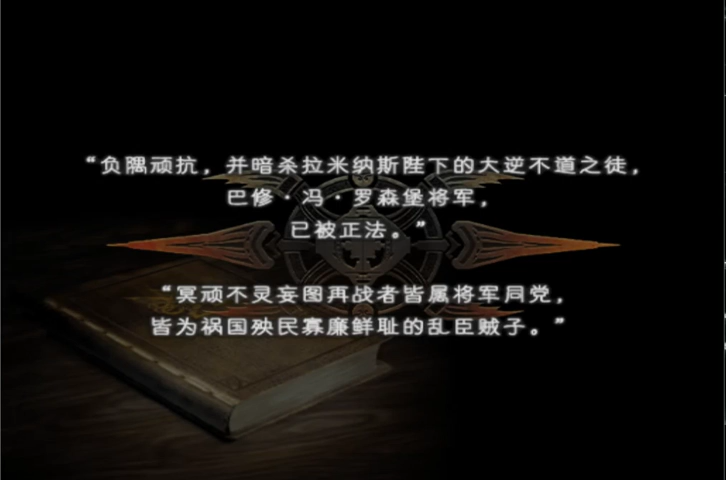 “负隅顽抗，并暗杀拉米纳斯陛下的大逆不道之徒，
巴修·冯·罗森堡将军，
已被正法。”
“冥顽不灵妄图再战者皆属将军同党，
皆为祸国殃民寡廉鲜耻的乱臣贼子。”